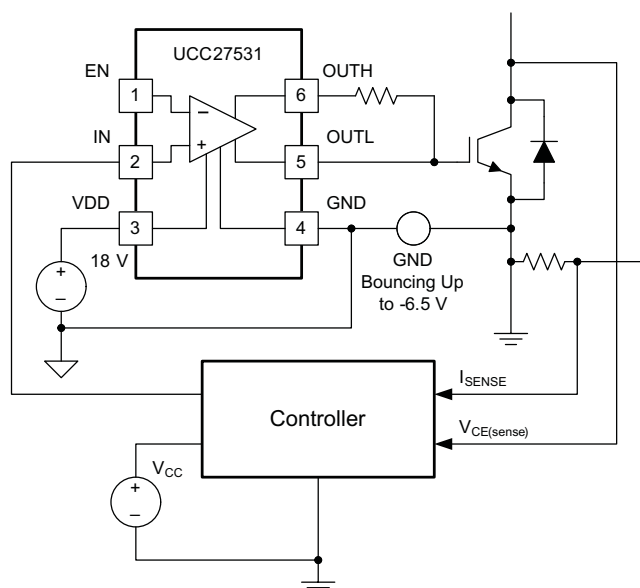 UCC27531
EN
1
OUTH
6
IN
2
OUTL
5
VDD
3
GND
4
−
+
18 V
+
−
GND
Bouncing Up
to -6.5 V
Controller
ISENSE
VCE(sense)
VCC
+
−